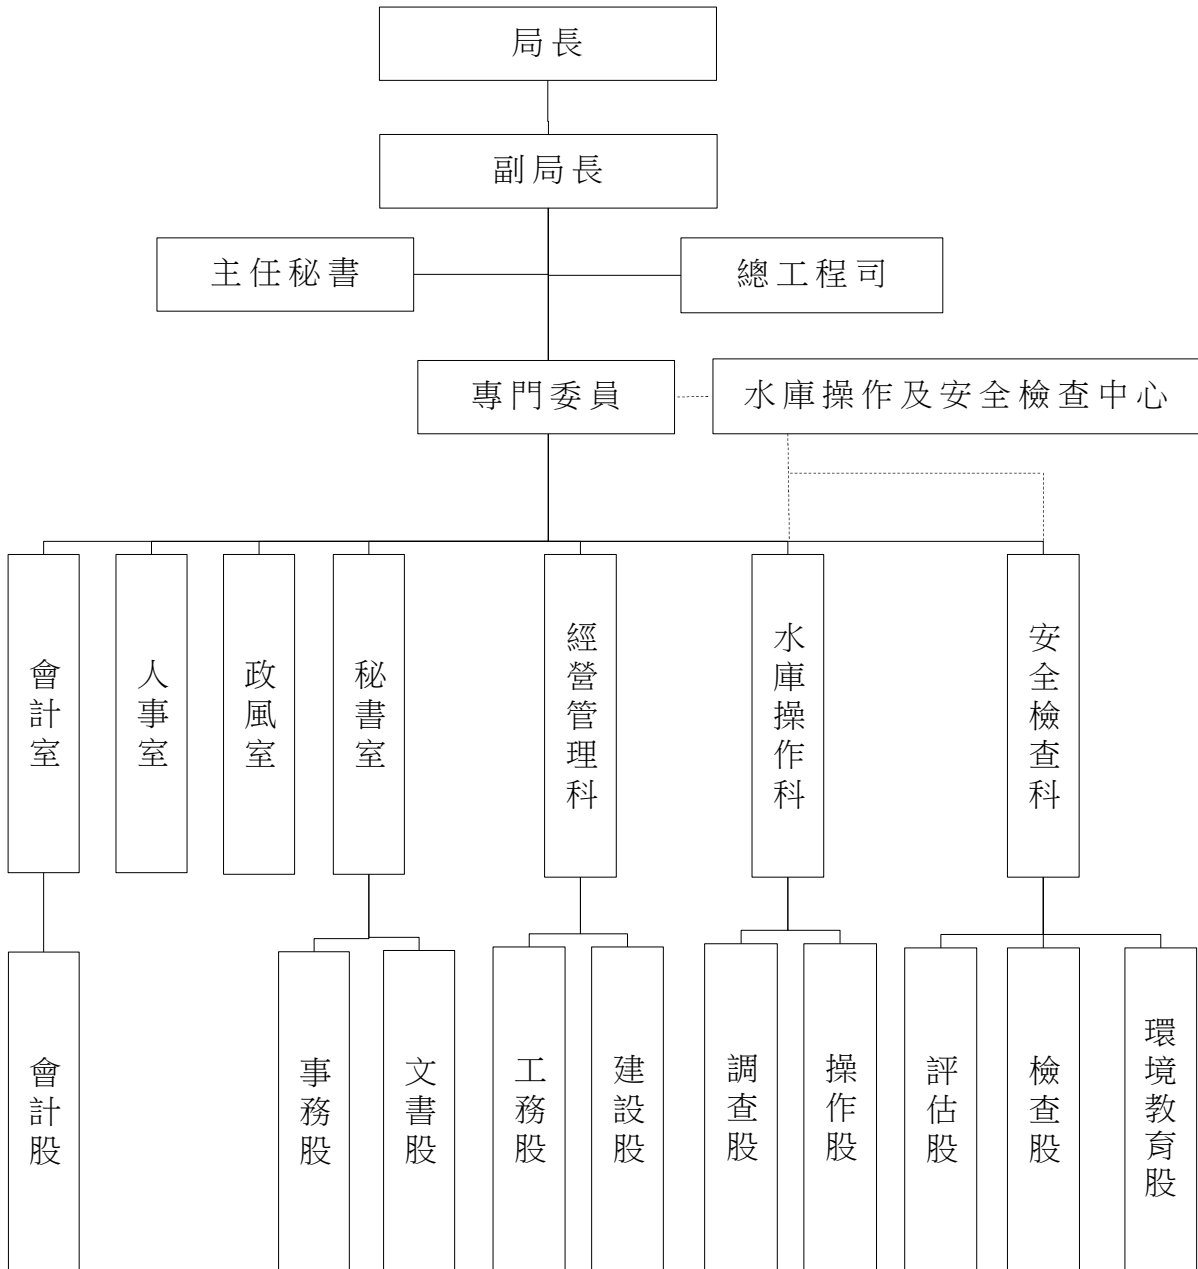 局長
副局長
主任秘書
總工程司
專門委員
水庫操作及安全檢查中心
會計室
人事室
政風室
秘書室
經營管理科
水庫操作科
安全檢查科
會計股
事務股
文書股
工務股
建設股
調查股
操作股
評估股
檢查股
環境教育股